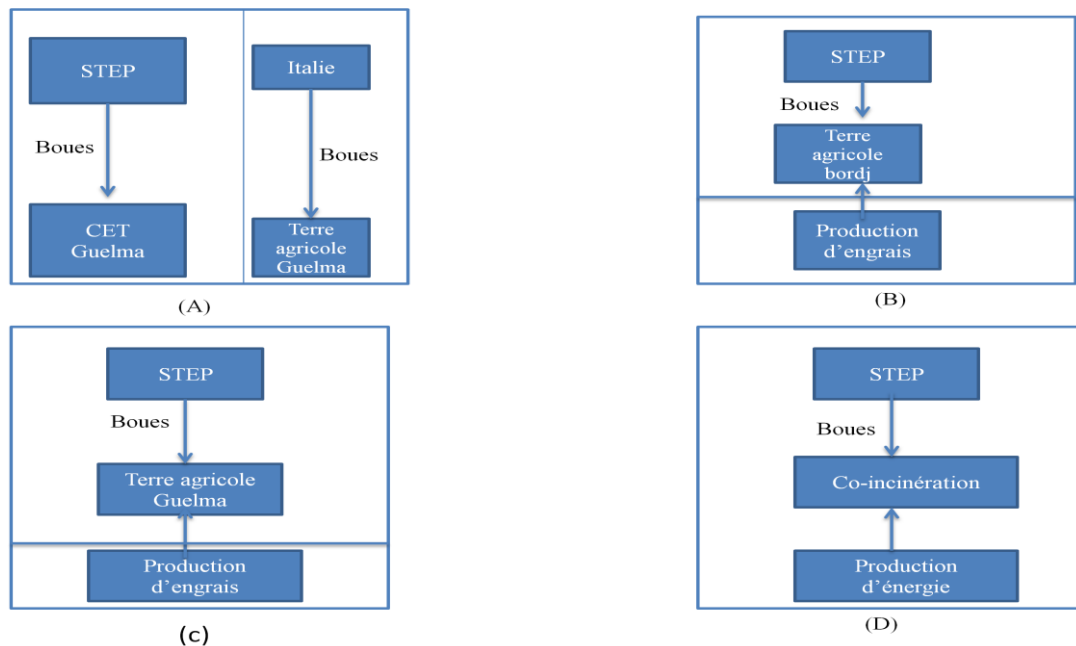 STEP
Boues
CET
Guelma
Italie
Boues
Terre
agricole
Guelma
(A)
STEP
Boues
Terre
agricole
bordj
Production
d’engrais
(B)
STEP
Boues
Terre agricole
Guelma
Production
d’engrais
(c)
STEP
Boues
Co-incinération
Production
d’énergie
(D)